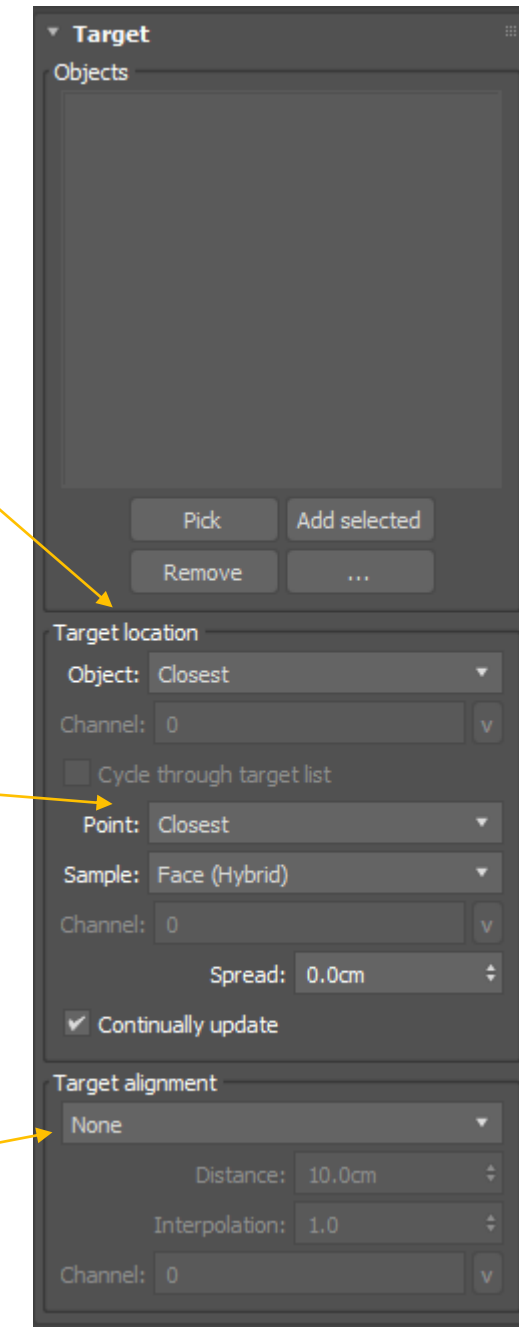 Target
Objects
Pick Add selected
Remove ...
Target location
Object: Closest
Channel: 0 v
Cycle through target list
Point: Closest
Sample: Face (Hybrid)
Channel: 0 v
Spread: 0.0cm
Continually update
Target alignment
None
Distance: 10.0cm
Interpolation: 1.0
Channel: 0 v